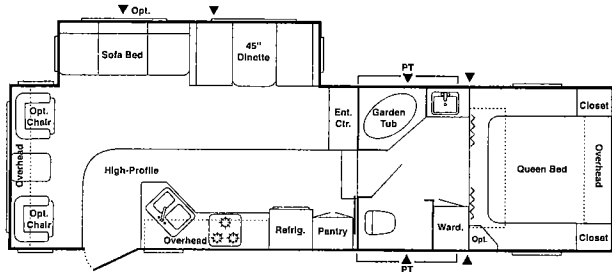 Opt.
Sofa Bed
45"
Dinette
PT
Opt.
Chair
Ent.
Ctr.
Garden
Tub
Closet
Overhead
High-Profile
Queen Bed
Overhead
Opt.
Chair
Overhead
Refrig.
Pantry
Ward.
Opt.
Closet
PT